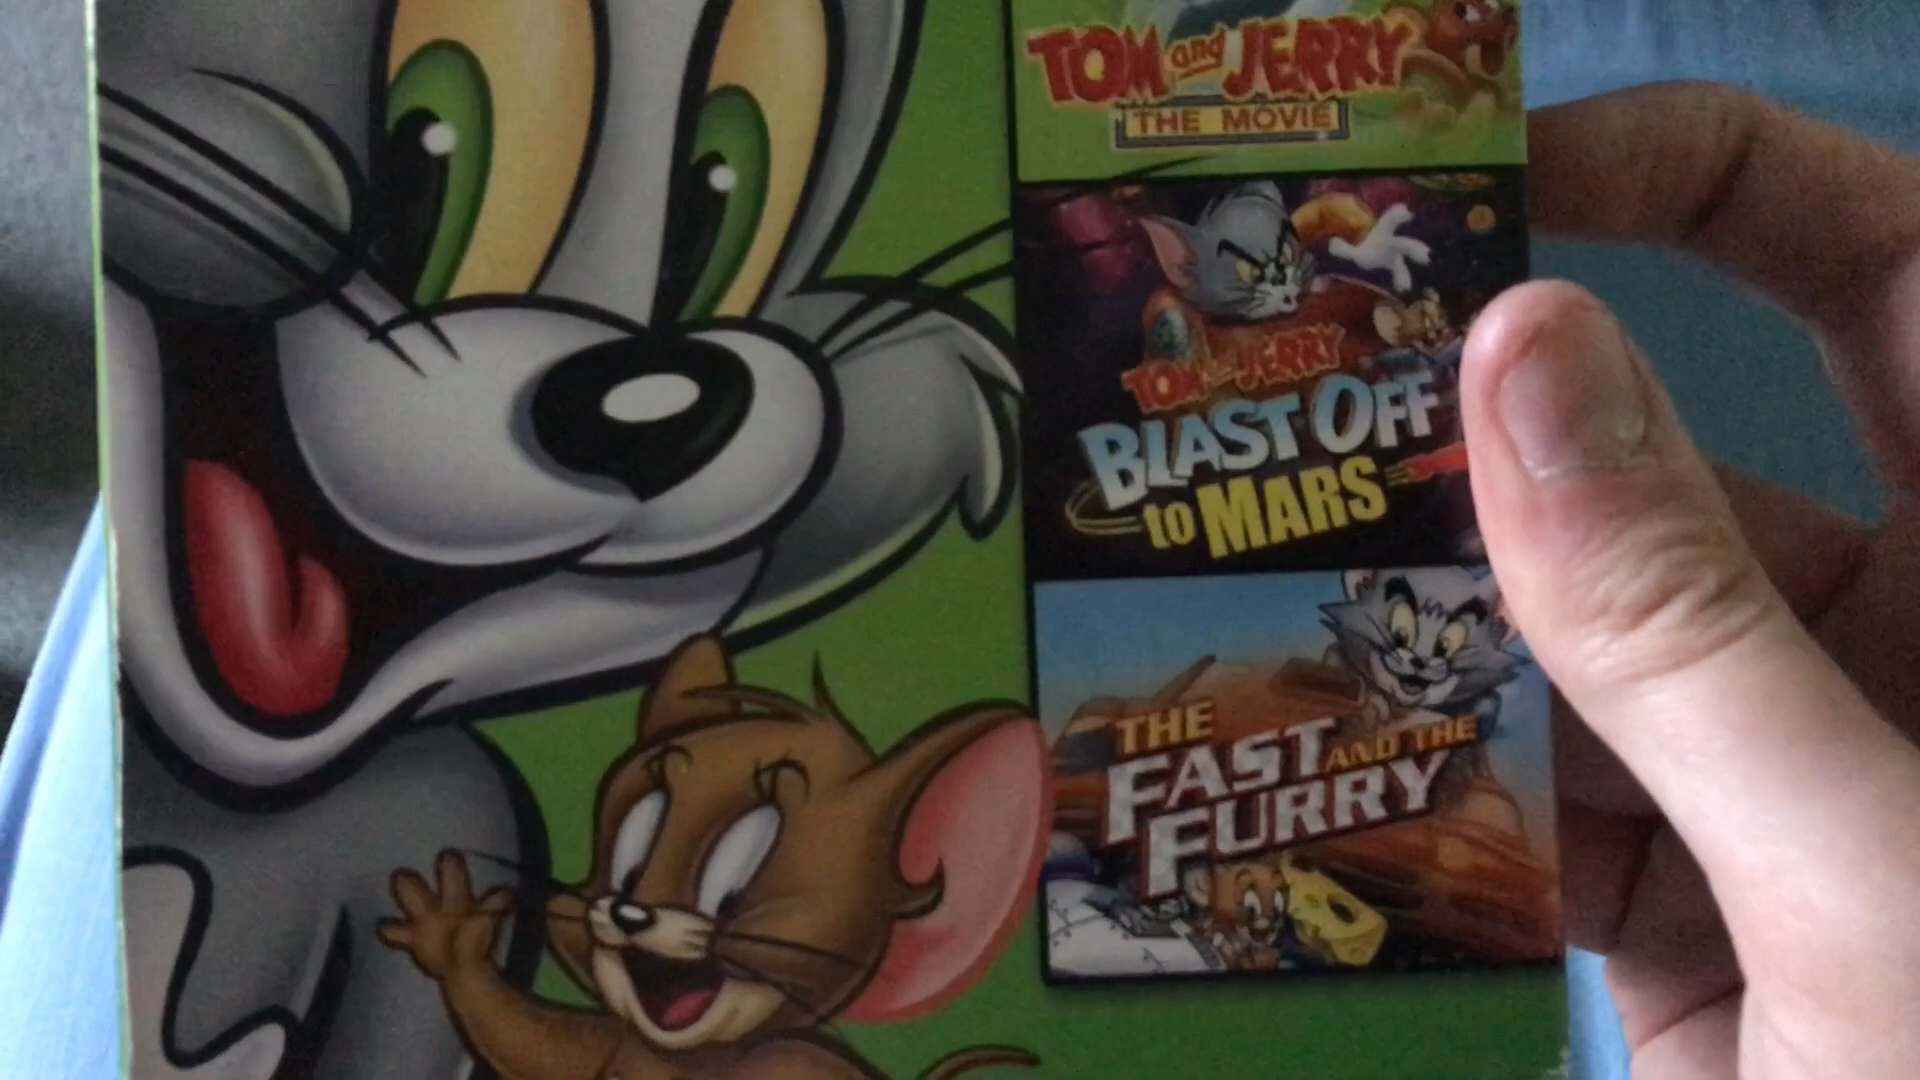 TOM and JERRY
THE MOVIE
TOM and JERRY
BLAST OFF
to MARS
THE
FAST AND THE
FURRY